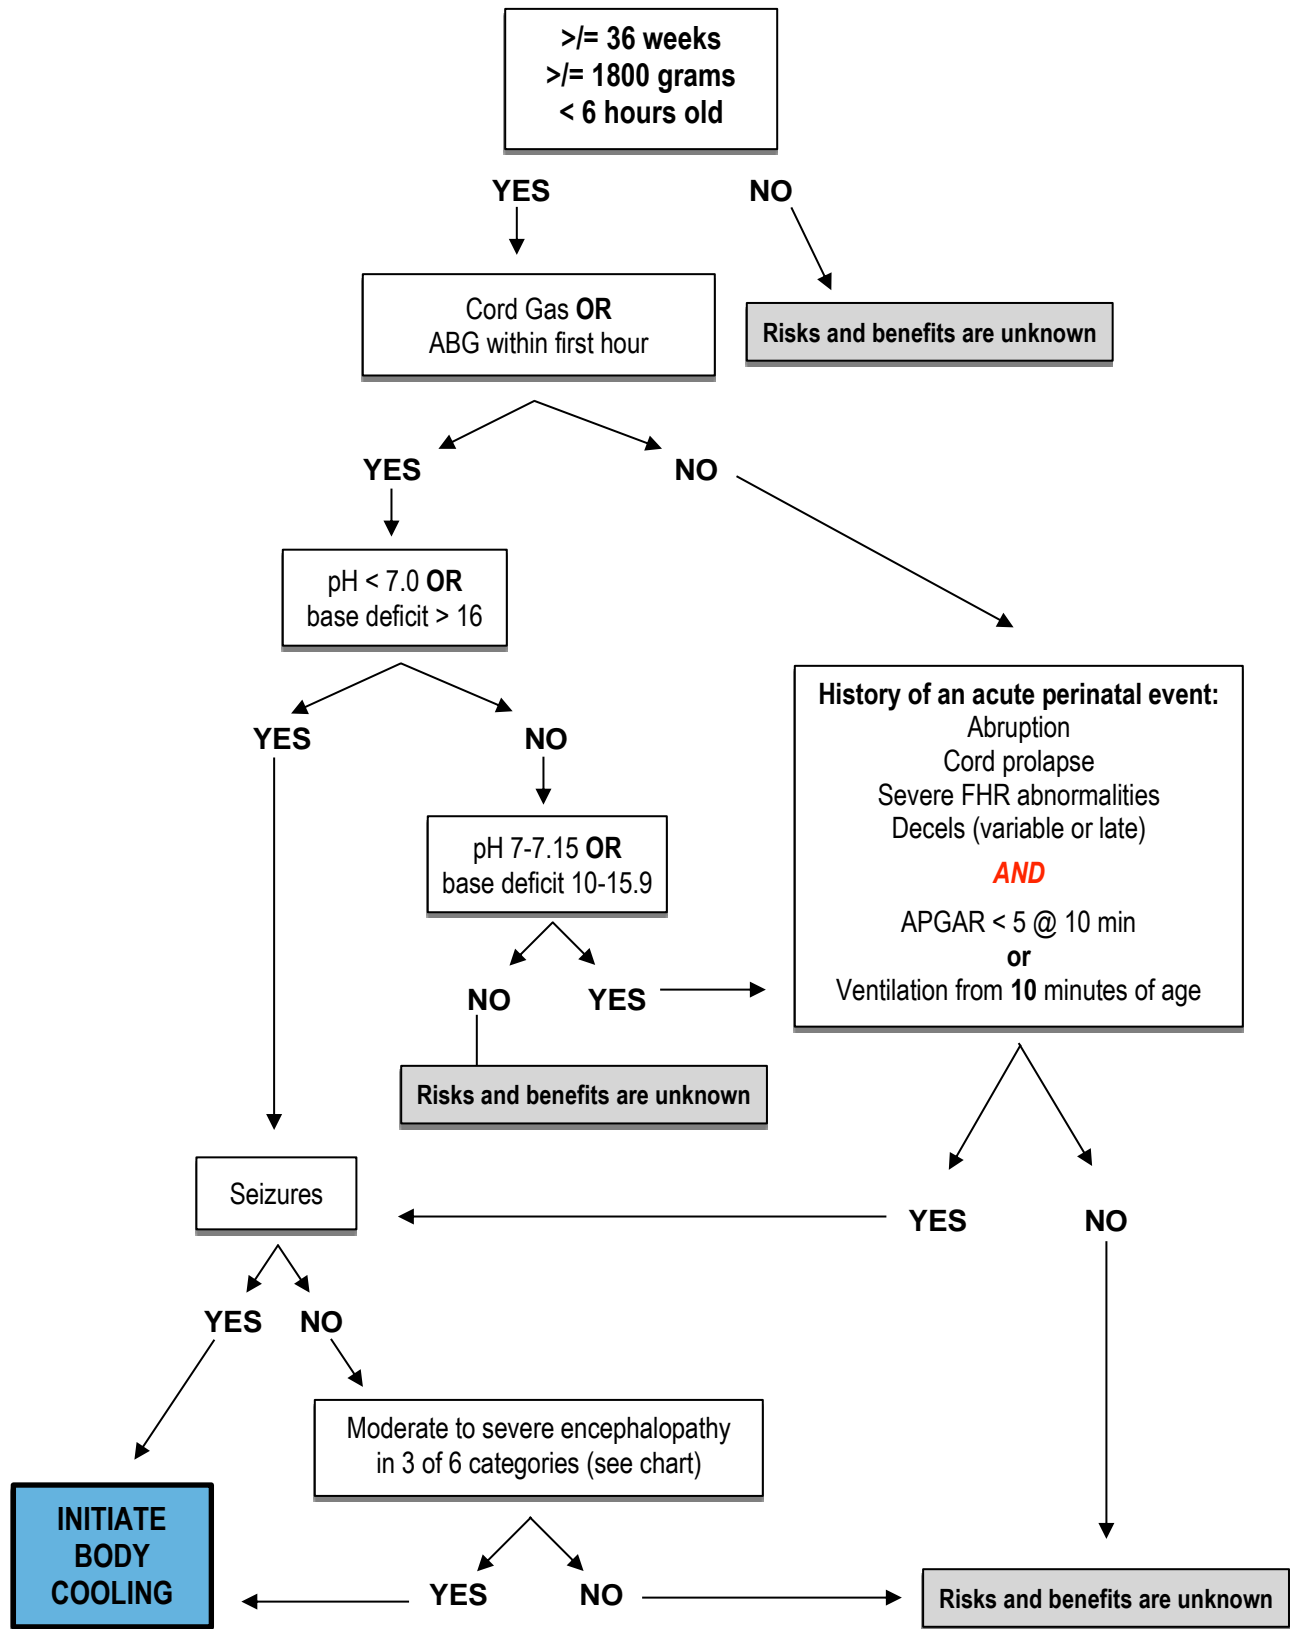 >/= 36 weeks
>/= 1800 grams
< 6 hours old
YES
NO
Cord Gas OR
ABG within first hour
Risks and benefits are unknown
YES
NO
pH < 7.0 OR
base deficit > 16
History of an acute perinatal event:
Abruption
Cord prolapse
Severe FHR abnormalities
Decels (variable or late)
AND
APGAR < 5 @ 10 min
or
Ventilation from 10 minutes of age
YES
NO
pH 7-7.15 OR
base deficit 10-15.9
NO
YES
Risks and benefits are unknown
Seizures
YES
NO
YES
NO
Moderate to severe encephalopathy
in 3 of 6 categories (see chart)
INITIATE
BODY
COOLING
YES
NO
Risks and benefits are unknown